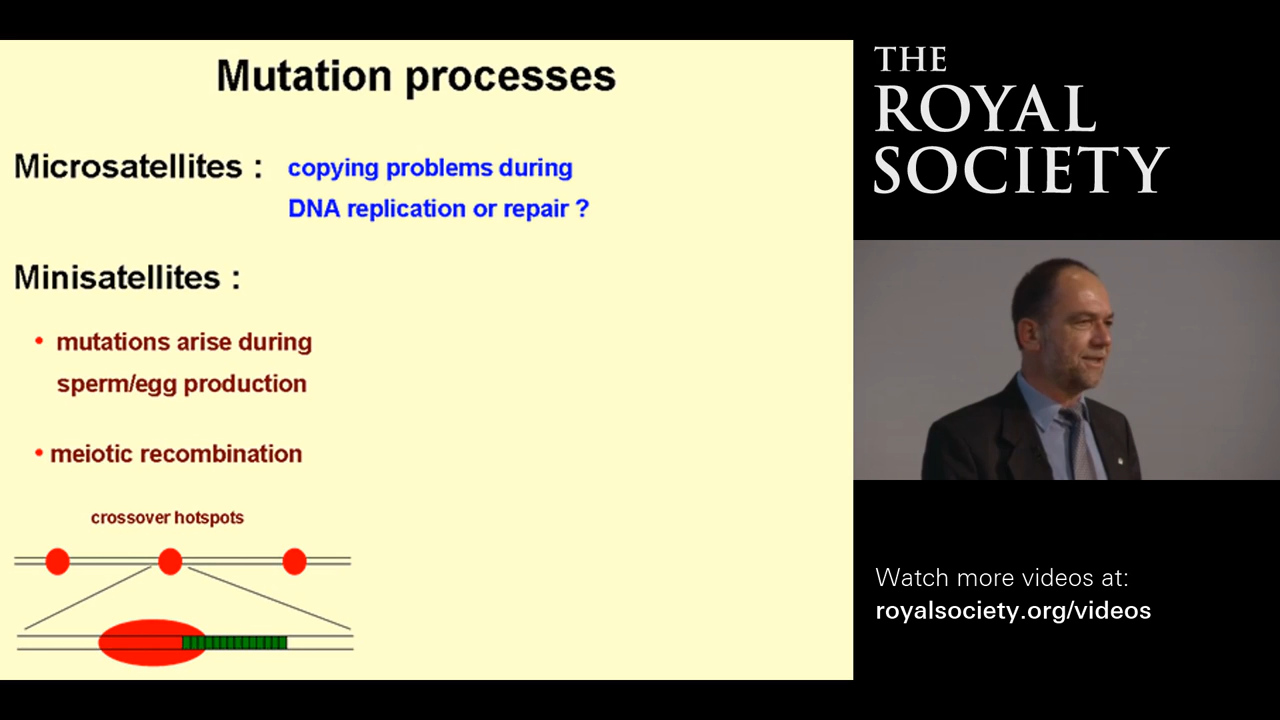 Mutation processes
Microsatellites : copying problems during
DNA replication or repair ?
Minisatellites :
• mutations arise during
sperm/egg production
• meiotic recombination
crossover hotspots
THE
ROYAL
SOCIETY
Watch more videos at:
royalsociety.org/videos